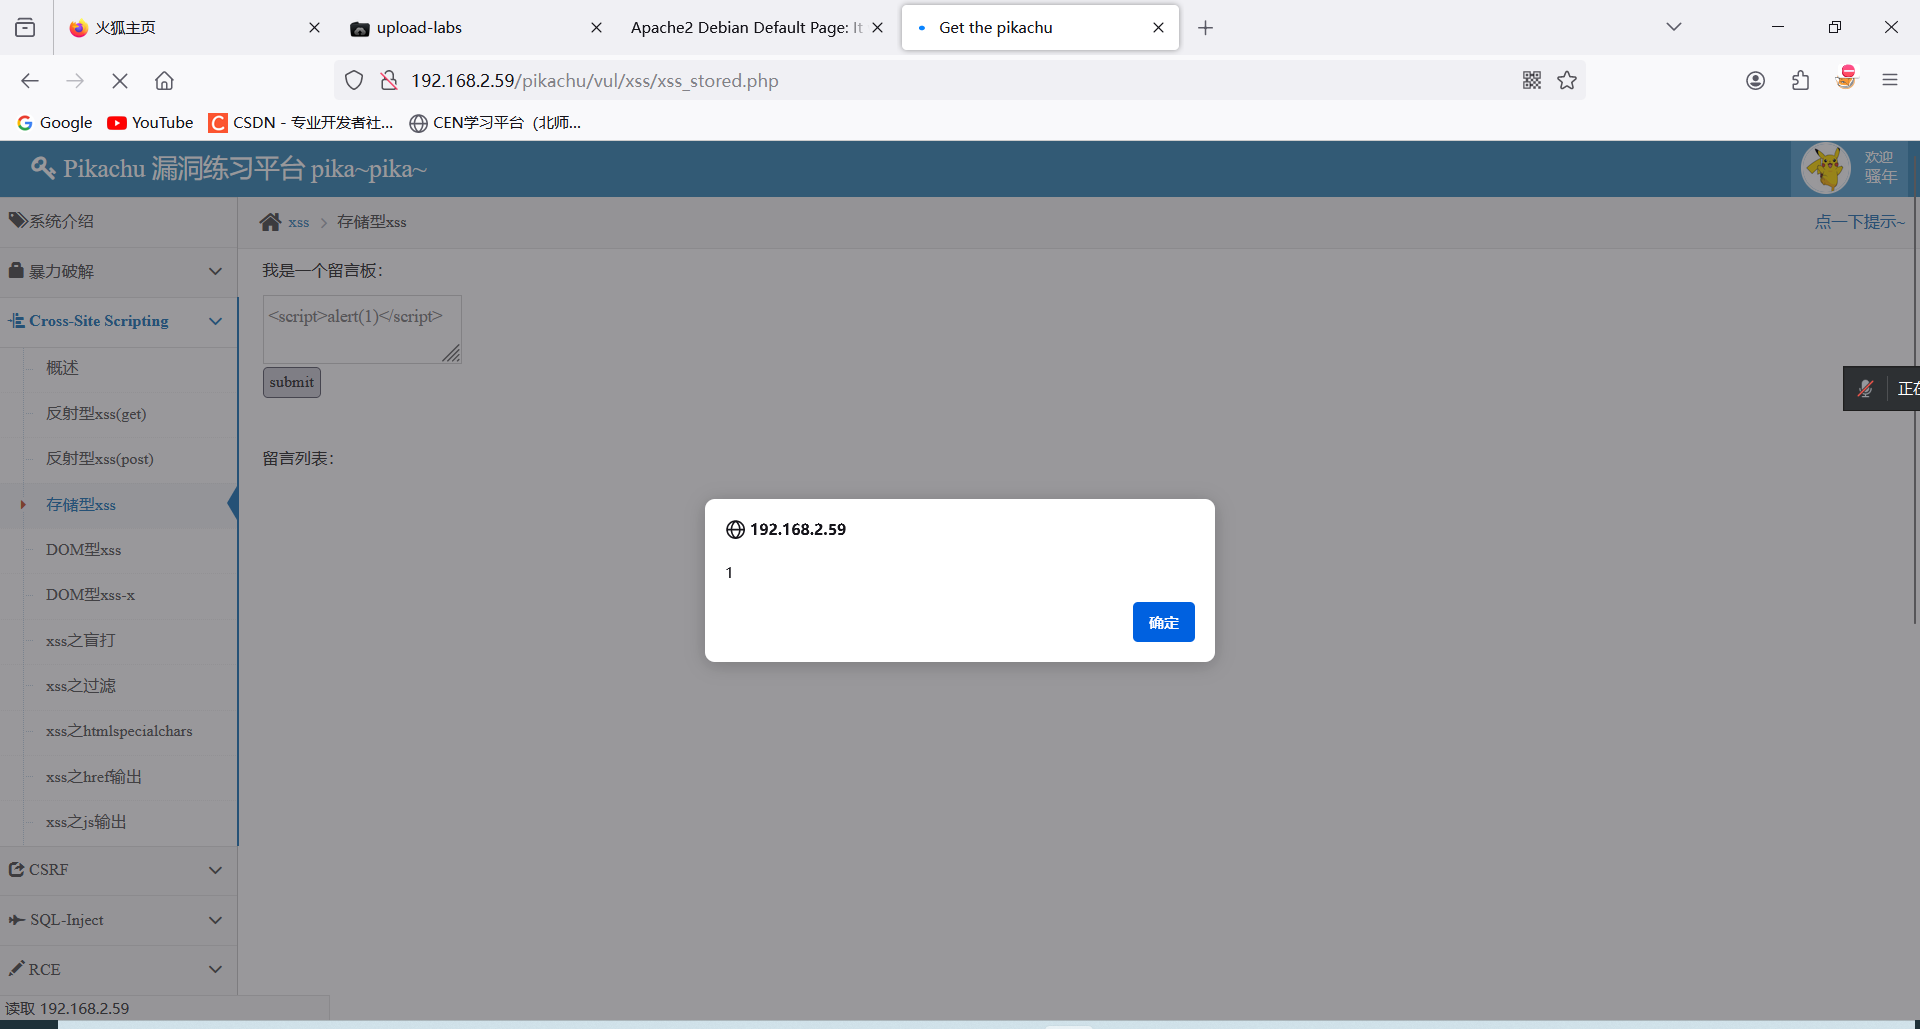 火狐主页
upload-labs
Apache2 Debian Default Page: It
Get the pikachu
192.168.2.59/pikachu/vul/xss/xss_stored.php
Google
YouTube
CSDN - 专业开发者社...
CEN学习平台（北师...
Pikachu 漏洞练习平台 pika~pika~
欢迎
骚年
系统介绍
xss
存储型xss
点一下提示~
暴力破解
我是一个留言板：
Cross-Site Scripting
<script>alert(1)</script>
概述
submit
正在
反射型xss(get)
反射型xss(post)
留言列表：
存储型xss
192.168.2.59
DOM型xss
1
DOM型xss-x
确定
xss之盲打
xss之过滤
xss之htmlspecialchars
xss之href输出
xss之js输出
CSRF
SQL-Inject
RCE
读取 192.168.2.59